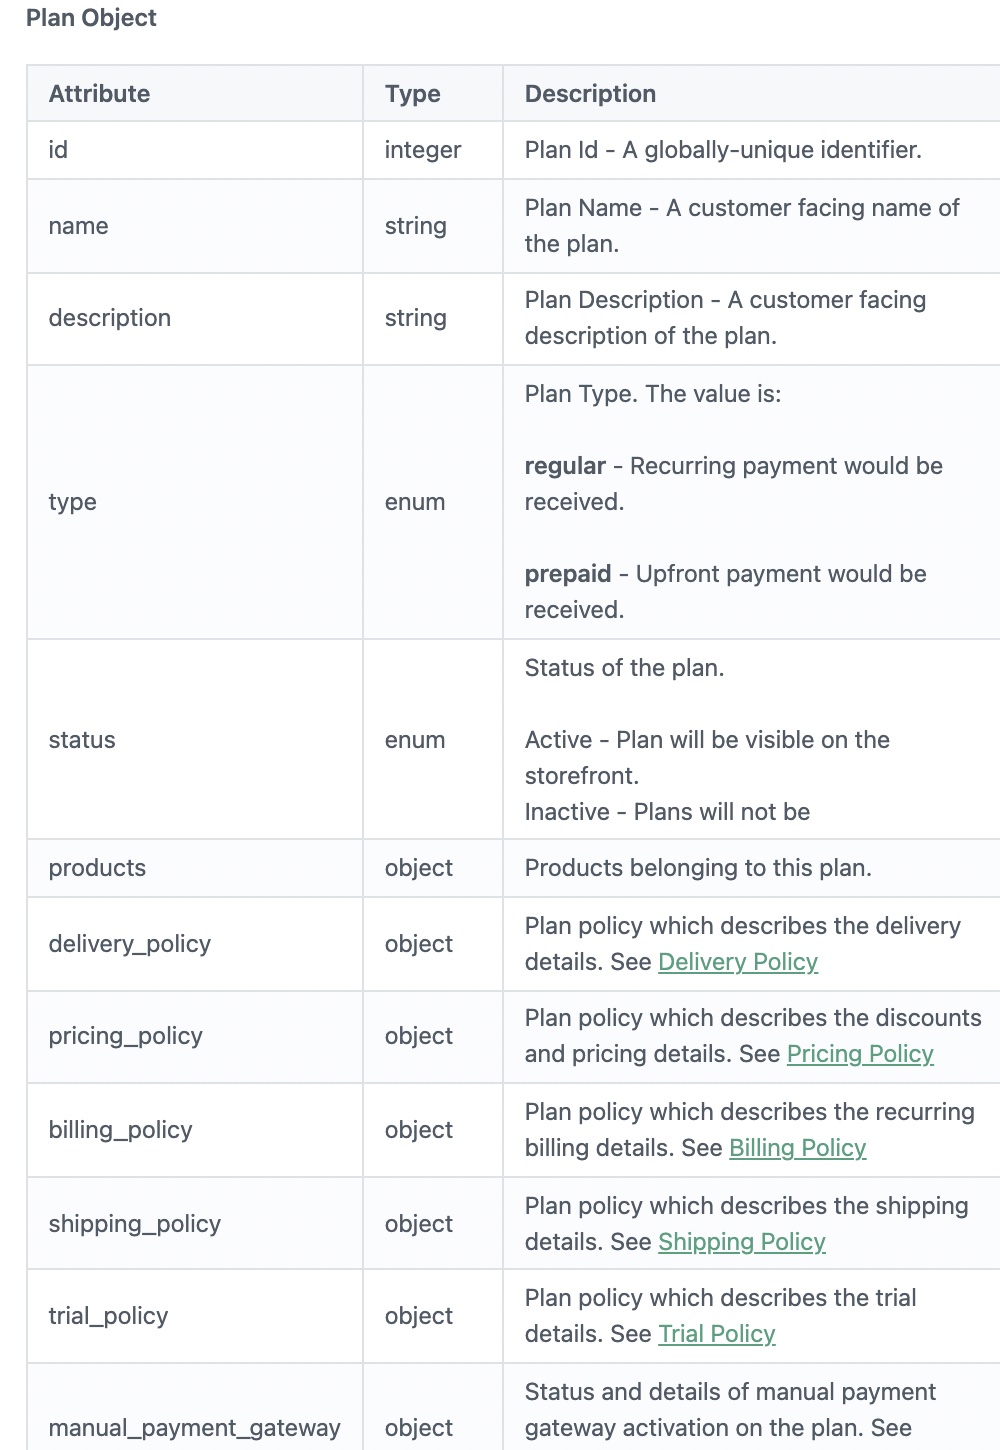 Plan Object
Attribute Type Description
id integer Plan Id - A globally-unique identifier.
name string Plan Name - A customer facing name of
the plan.
description string Plan Description - A customer facing
description of the plan.
type enum Plan Type. The value is:
regular - Recurring payment would be
received.
prepaid - Upfront payment would be
received.
status enum Status of the plan.
Active - Plan will be visible on the
storefront.
Inactive - Plans will not be
products object Products belonging to this plan.
delivery_policy object Plan policy which describes the delivery
details. See Delivery Policy
pricing_policy object Plan policy which describes the discounts
and pricing details. See Pricing Policy
billing_policy object Plan policy which describes the recurring
billing details. See Billing Policy
shipping_policy object Plan policy which describes the shipping
details. See Shipping Policy
trial_policy object Plan policy which describes the trial
details. See Trial Policy
manual_payment_gateway object Status and details of manual payment
gateway activation on the plan. See